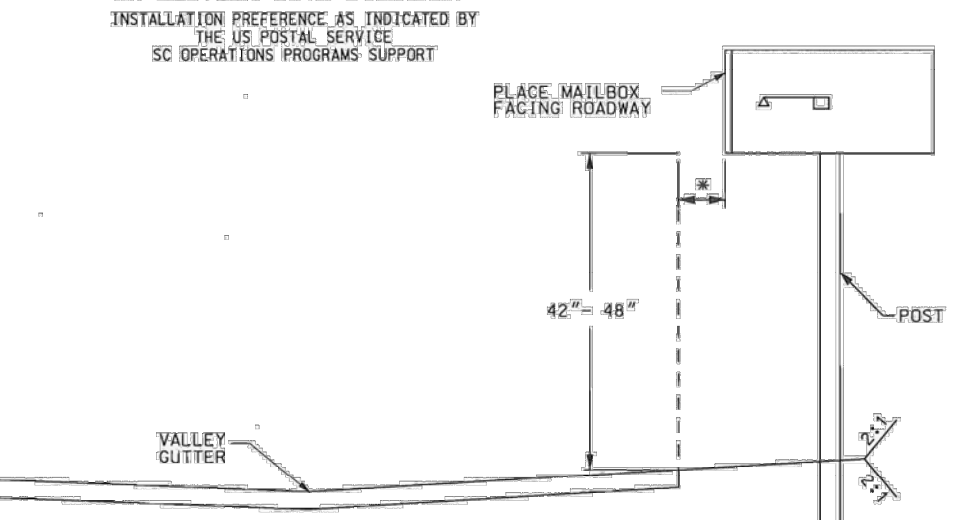 INSTALLATION PREFERENCE AS INDICATED BY
THE US POSTAL SERVICE
SC OPERATIONS PROGRAMS SUPPORT
PLACE MAILBOX
FACING ROADWAY
*
42"- 48"
POST
VALLEY
GUTTER
2:1
2:1